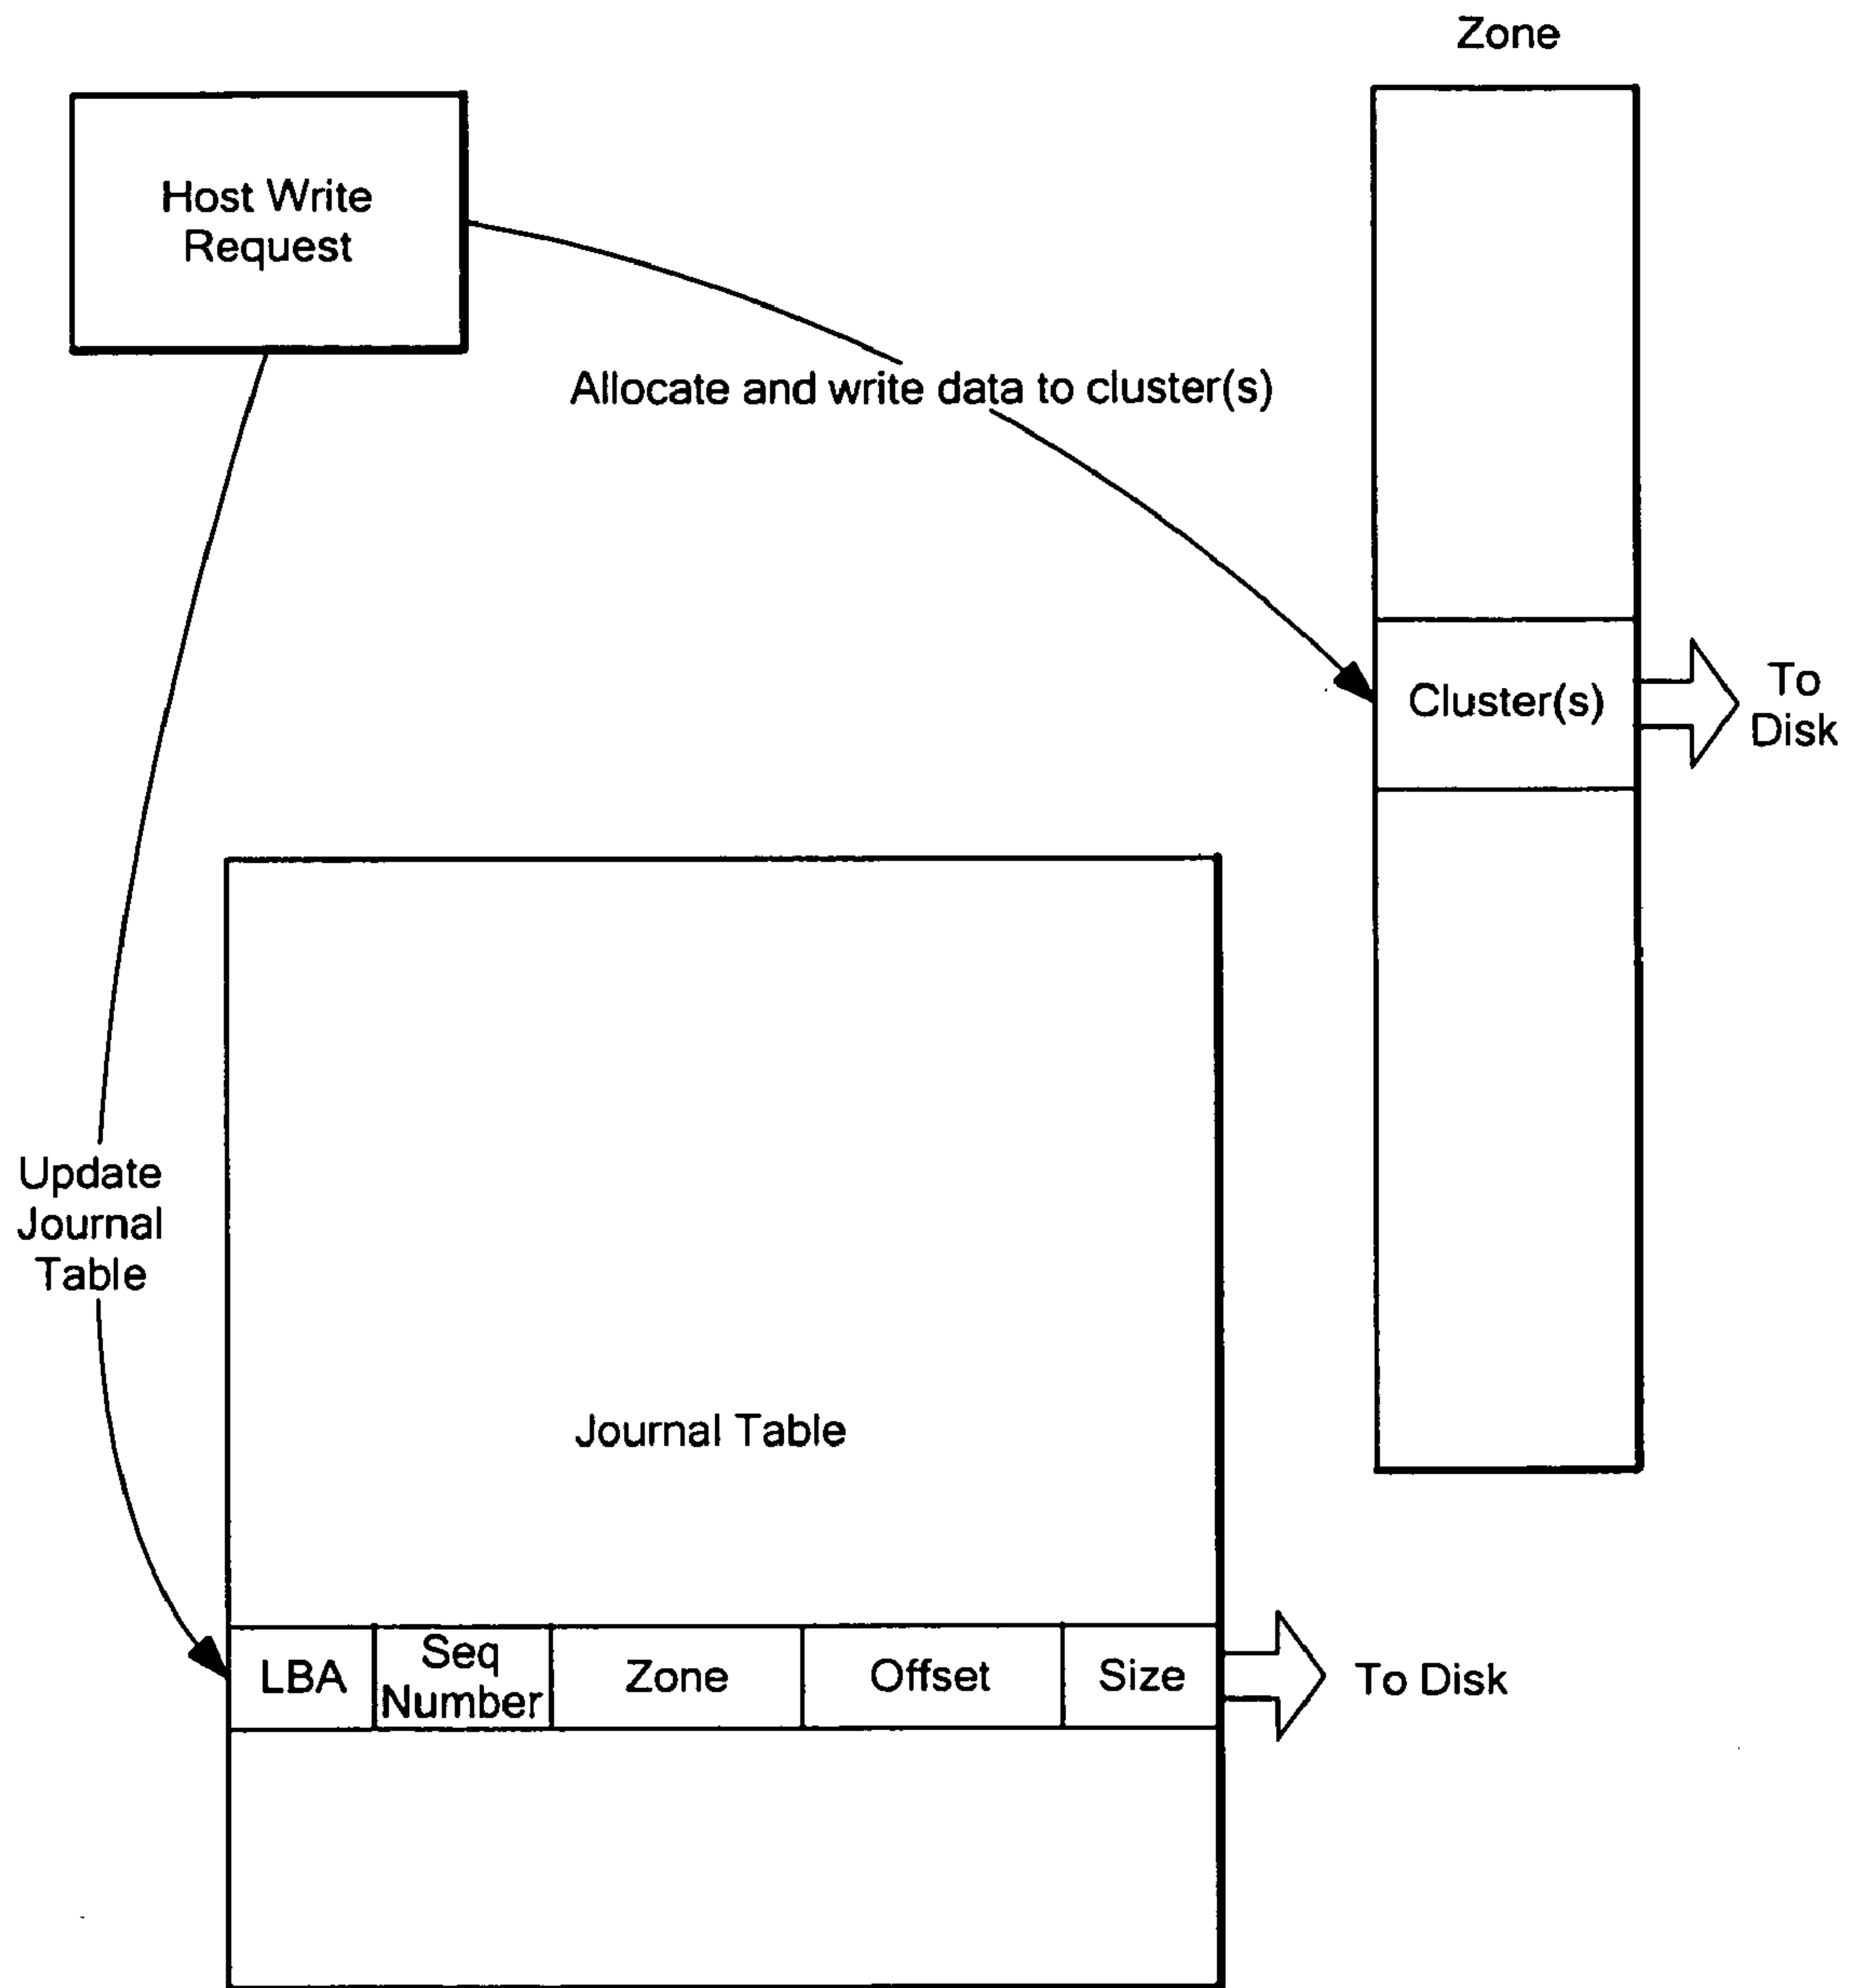 Zone
Host Write
Request
Allocate and write data to cluster(s)
Cluster(s)
To
Disk
Update
Journal
Table
Journal Table
LBA
Seq
Number
Zone
Offset
Size
To Disk